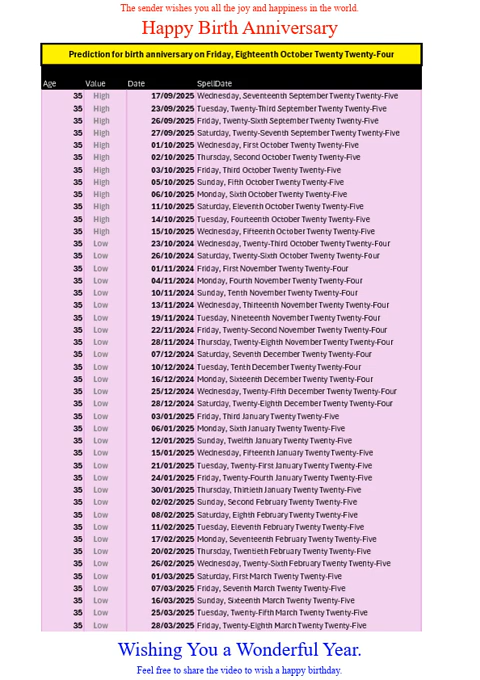 The sender wishes you all the joy and happiness in the world.
Happy Birth Anniversary
Prediction for birth anniversary on Friday, Eighteenth October Twenty Twenty-Four
Age Value Date SpellDate
35 High 17/09/2025 Wednesday, Seventeenth September Twenty Twenty-Five
35 High 23/09/2025 Tuesday, Twenty-Third September Twenty Twenty-Five
35 High 26/09/2025 Friday, Twenty-Sixth September Twenty Twenty-Five
35 High 27/09/2025 Saturday, Twenty-Seventh September Twenty Twenty-Five
35 High 01/10/2025 Wednesday, First October Twenty Twenty-Five
35 High 02/10/2025 Thursday, Second October Twenty Twenty-Five
35 High 03/10/2025 Friday, Third October Twenty Twenty-Five
35 High 05/10/2025 Sunday, Fifth October Twenty Twenty-Five
35 High 06/10/2025 Monday, Sixth October Twenty Twenty-Five
35 High 11/10/2025 Saturday, Eleventh October Twenty Twenty-Five
35 High 14/10/2025 Tuesday, Fourteenth October Twenty Twenty-Five
35 High 15/10/2025 Wednesday, Fifteenth October Twenty Twenty-Five
35 Low 23/10/2024 Wednesday, Twenty-Third October Twenty Twenty-Four
35 Low 26/10/2024 Saturday, Twenty-Sixth October Twenty Twenty-Four
35 Low 01/11/2024 Friday, First November Twenty Twenty-Four
35 Low 04/11/2024 Monday, Fourth November Twenty Twenty-Four
35 Low 10/11/2024 Sunday, Tenth November Twenty Twenty-Four
35 Low 13/11/2024 Wednesday, Thirteenth November Twenty Twenty-Four
35 Low 19/11/2024 Tuesday, Nineteenth November Twenty Twenty-Four
35 Low 22/11/2024 Friday, Twenty-Second November Twenty Twenty-Four
35 Low 28/11/2024 Thursday, Twenty-Eighth November Twenty Twenty-Four
35 Low 07/12/2024 Saturday, Seventh December Twenty Twenty-Four
35 Low 10/12/2024 Tuesday, Tenth December Twenty Twenty-Four
35 Low 16/12/2024 Monday, Sixteenth December Twenty Twenty-Four
35 Low 25/12/2024 Wednesday, Twenty-Fifth December Twenty Twenty-Four
35 Low 28/12/2024 Saturday, Twenty-Eighth December Twenty Twenty-Four
35 Low 03/01/2025 Friday, Third January Twenty Twenty-Five
35 Low 06/01/2025 Monday, Sixth January Twenty Twenty-Five
35 Low 12/01/2025 Sunday, Twelfth January Twenty Twenty-Five
35 Low 15/01/2025 Wednesday, Fifteenth January Twenty Twenty-Five
35 Low 21/01/2025 Tuesday, Twenty-First January Twenty Twenty-Five
35 Low 24/01/2025 Friday, Twenty-Fourth January Twenty Twenty-Five
35 Low 30/01/2025 Thursday, Thirtieth January Twenty Twenty-Five
35 Low 02/02/2025 Sunday, Second February Twenty Twenty-Five
35 Low 08/02/2025 Saturday, Eighth February Twenty Twenty-Five
35 Low 11/02/2025 Tuesday, Eleventh February Twenty Twenty-Five
35 Low 17/02/2025 Monday, Seventeenth February Twenty Twenty-Five
35 Low 20/02/2025 Thursday, Twentieth February Twenty Twenty-Five
35 Low 26/02/2025 Wednesday, Twenty-Sixth February Twenty Twenty-Five
35 Low 01/03/2025 Saturday, First March Twenty Twenty-Five
35 Low 07/03/2025 Friday, Seventh March Twenty Twenty-Five
35 Low 16/03/2025 Sunday, Sixteenth March Twenty Twenty-Five
35 Low 25/03/2025 Tuesday, Twenty-Fifth March Twenty Twenty-Five
35 Low 28/03/2025 Friday, Twenty-Eighth March Twenty Twenty-Five
Wishing You a Wonderful Year.
Feel free to share the video to wish a happy birthday.